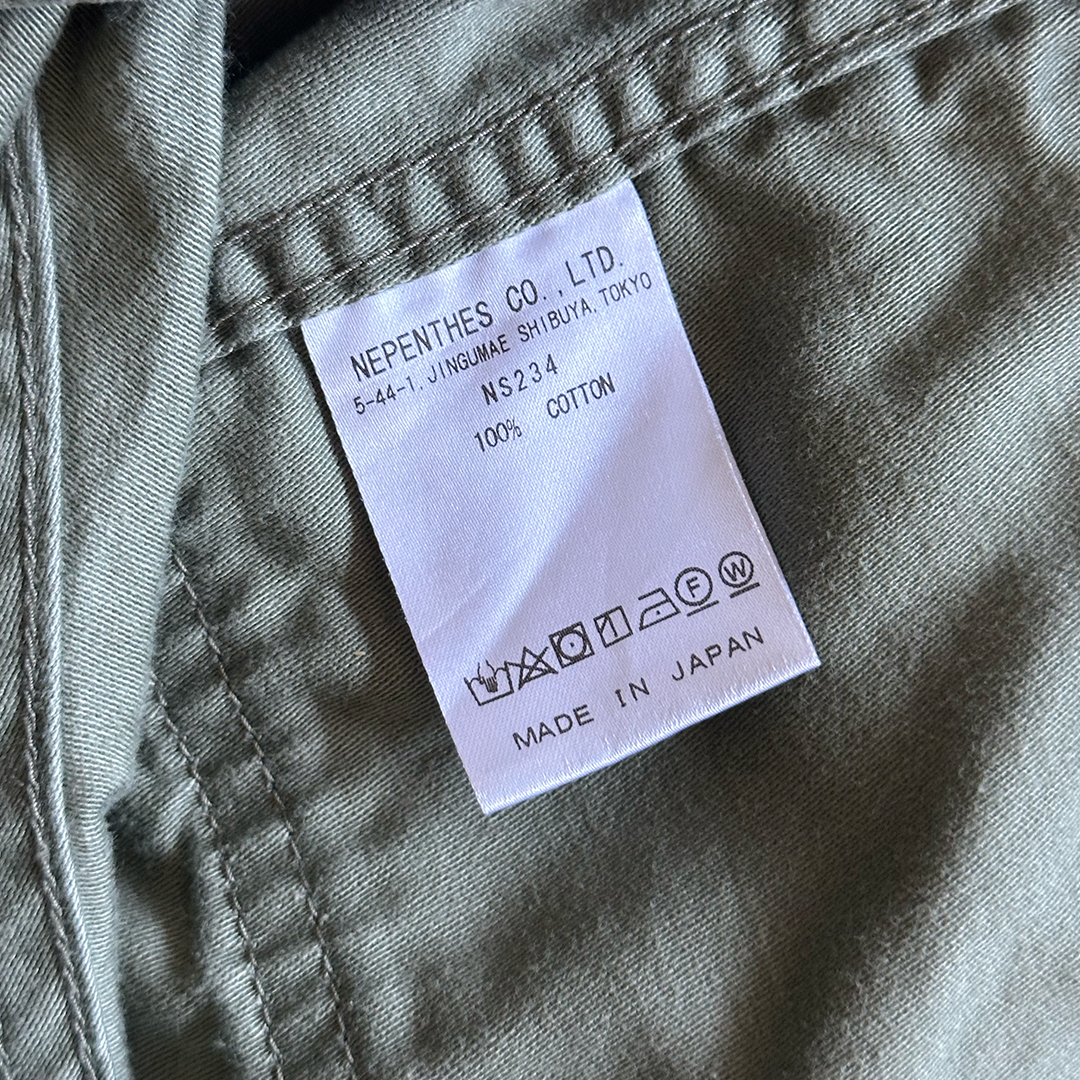 NEPENTHES CO.,LTD.
5-44-1, JINGUMAE SHIBUYA, TOKYO
NS234
100% COTTON
F W
MADE IN JAPAN